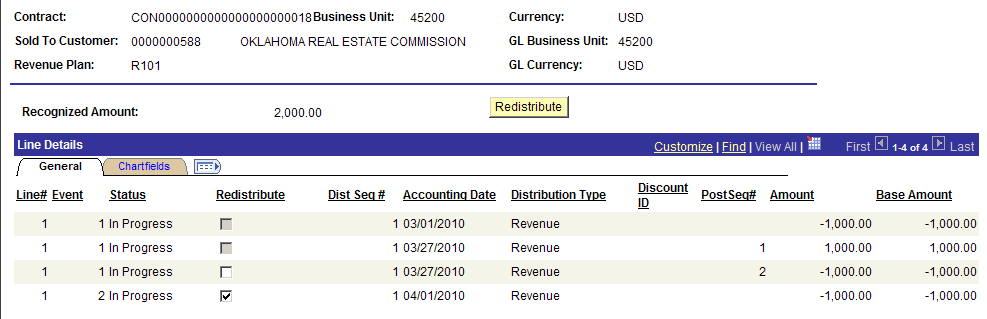 Contract: CON0000000000000000000018 Business Unit: 45200 Currency: USD
Sold To Customer: 0000000588 OKLAHOMA REAL ESTATE COMMISSION GL Business Unit: 45200
Revenue Plan: R101 GL Currency: USD
Recognized Amount: 2,000.00 Redistribute
Line Details Customize | Find | View All | First 1-4 of 4 Last
General Chartfields
Line# Event Status Redistribute Dist Seq # Accounting Date Distribution Type Discount ID PostSeq# Amount Base Amount
1 1 In Progress 1 03/01/2010 Revenue -1,000.00 -1,000.00
1 1 In Progress 1 03/27/2010 Revenue 1 1,000.00 1,000.00
1 1 In Progress 1 03/27/2010 Revenue 2 -1,000.00 -1,000.00
1 2 In Progress 1 04/01/2010 Revenue -1,000.00 -1,000.00